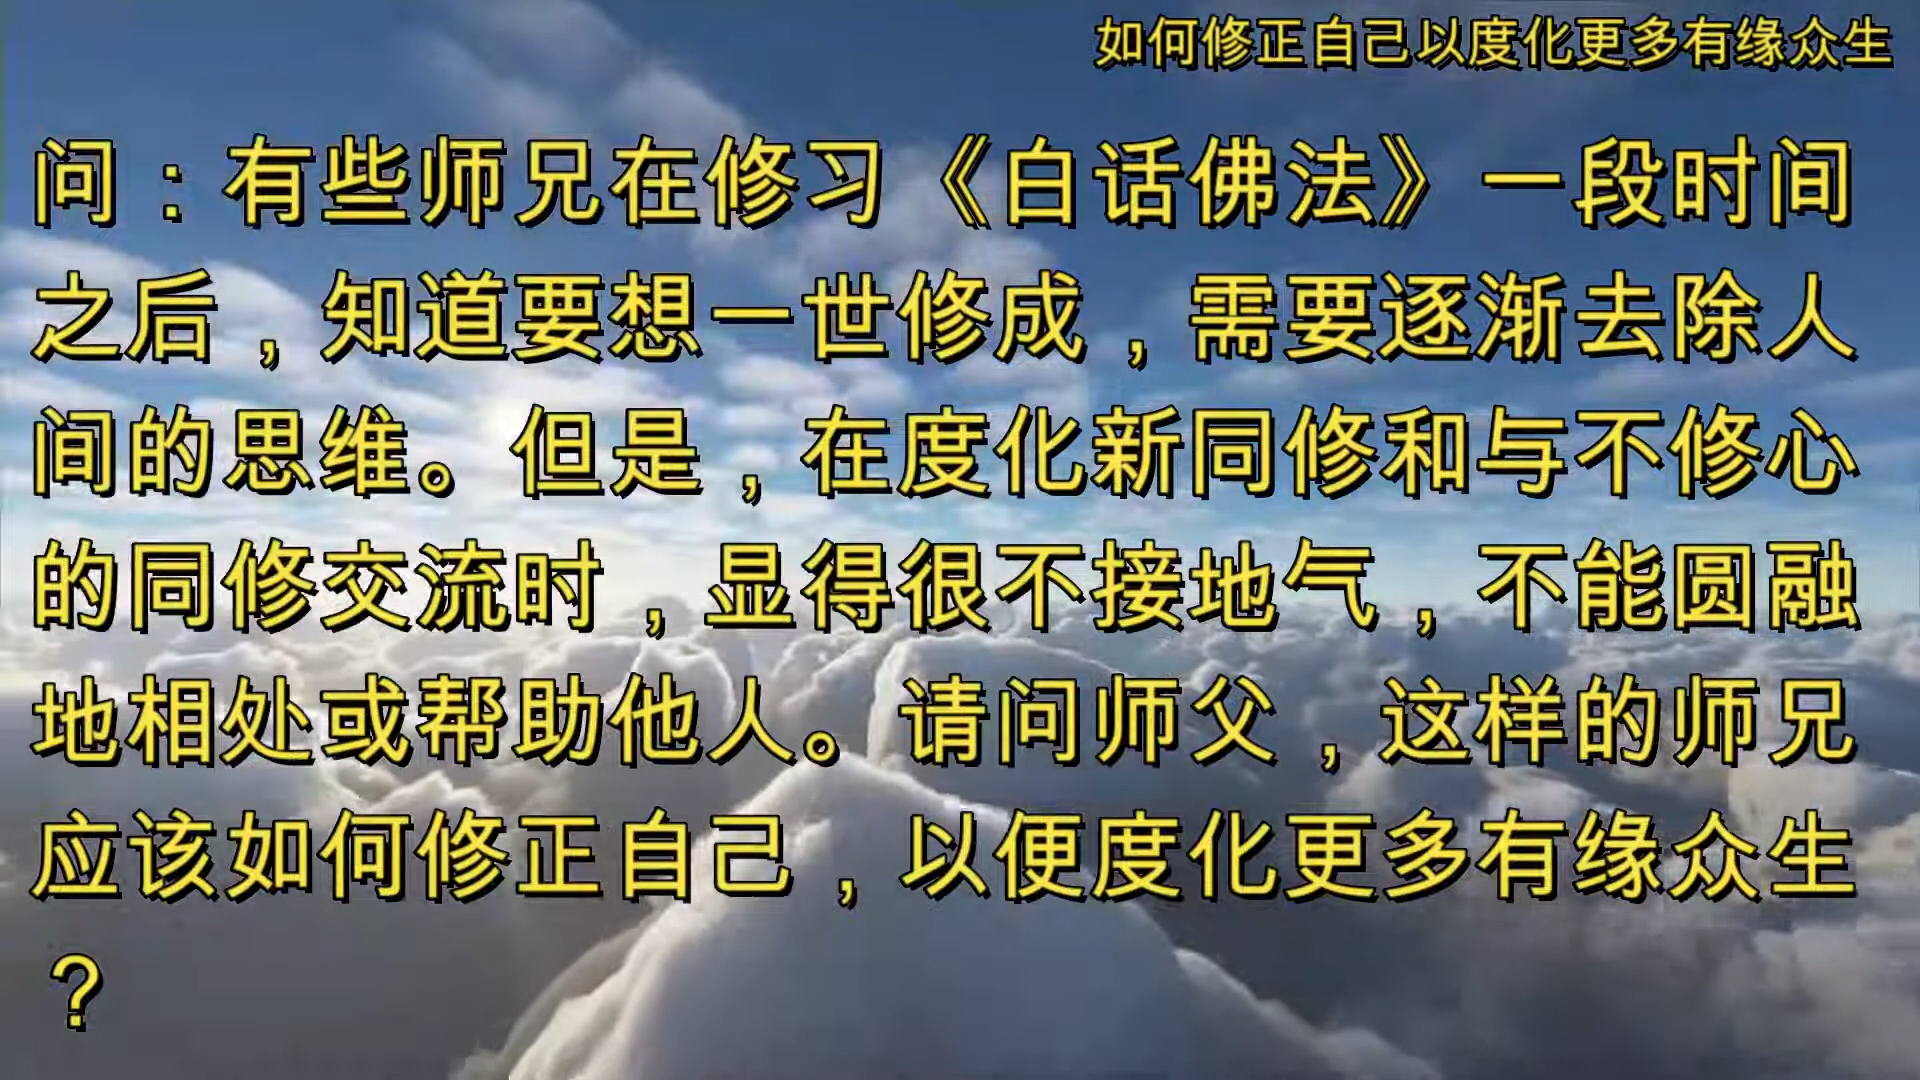 如何修正自己以度化更多有缘众生
问：有些师兄在修习《白话佛法》一段时间
之后，知道要想一世修成，需要逐渐去除人
间的思维。但是，在度化新同修和与不修心
的同修交流时，显得很不接地气，不能圆融
地相处或帮助他人。请问师父，这样的师兄
应该如何修正自己，以便度化更多有缘众生
？